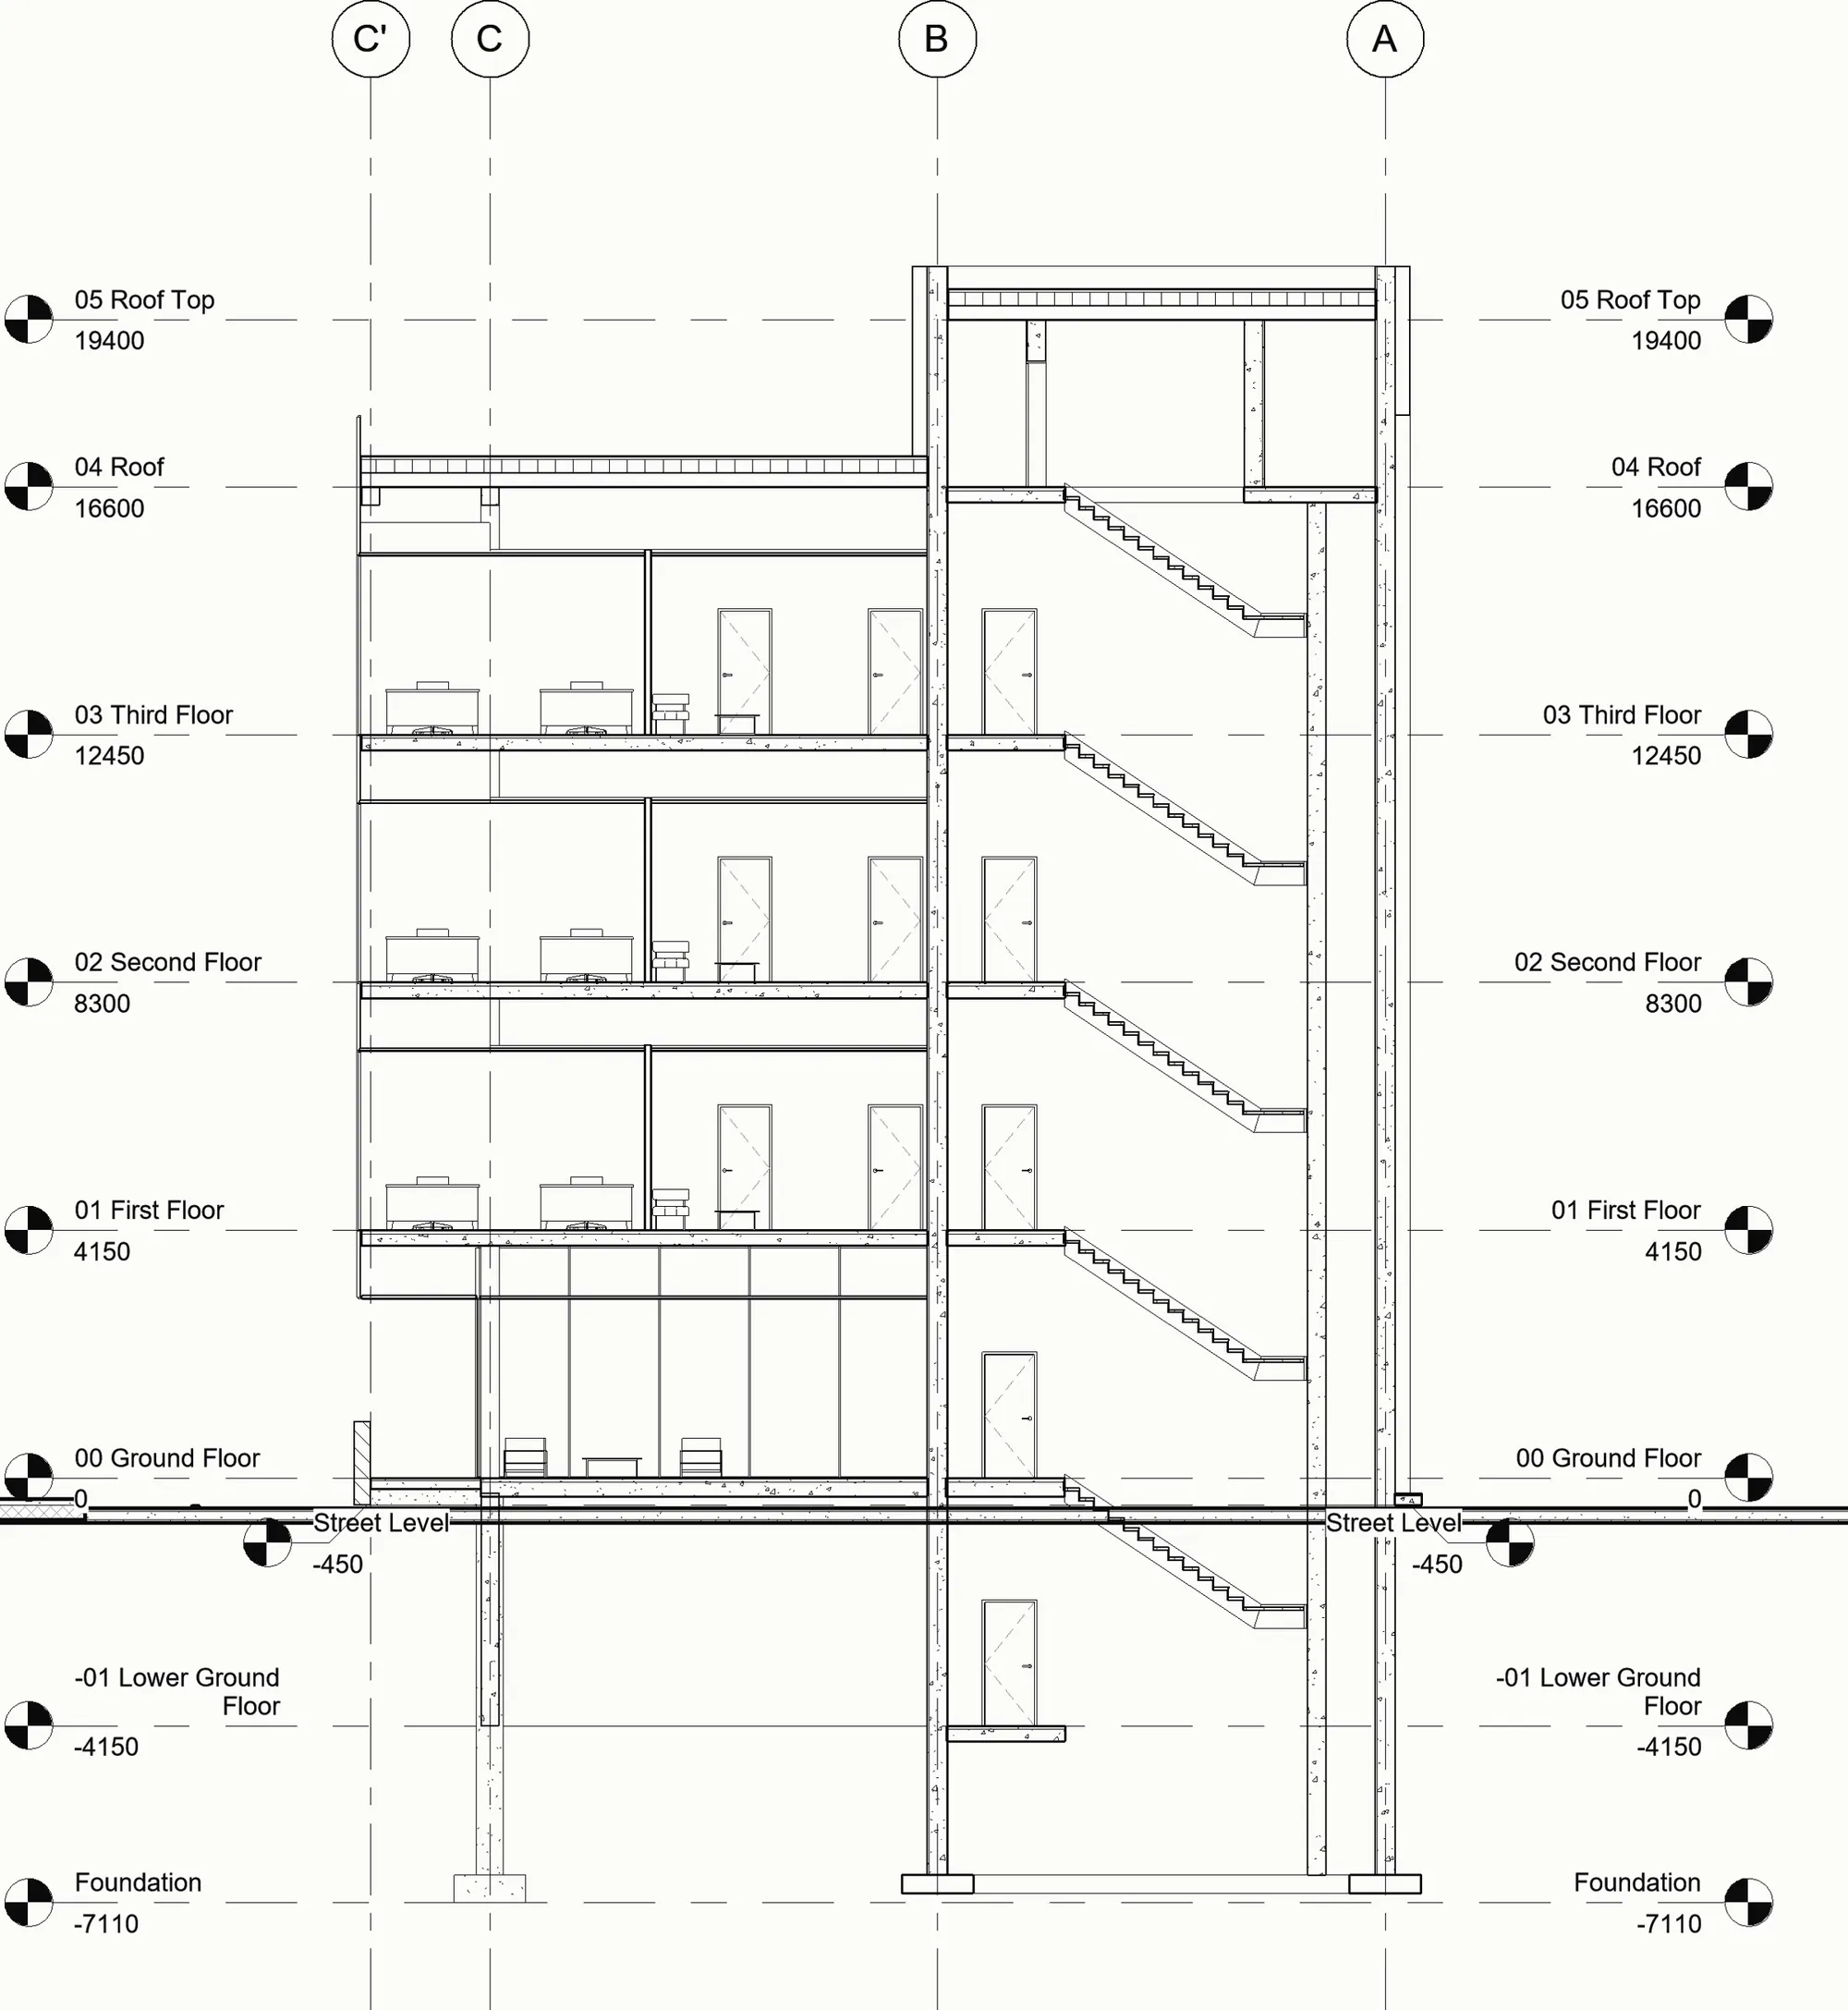 C' C B A
05 Roof Top 05 Roof Top
19400 19400
04 Roof 04 Roof
16600 16600
03 Third Floor 03 Third Floor
12450 12450
02 Second Floor 02 Second Floor
8300 8300
01 First Floor 01 First Floor
4150 4150
00 Ground Floor 00 Ground Floor
0 0
Street Level Street Level
-450 -450
-01 Lower Ground -01 Lower Ground
Floor Floor
-4150 -4150
Foundation Foundation
-7110 -7110